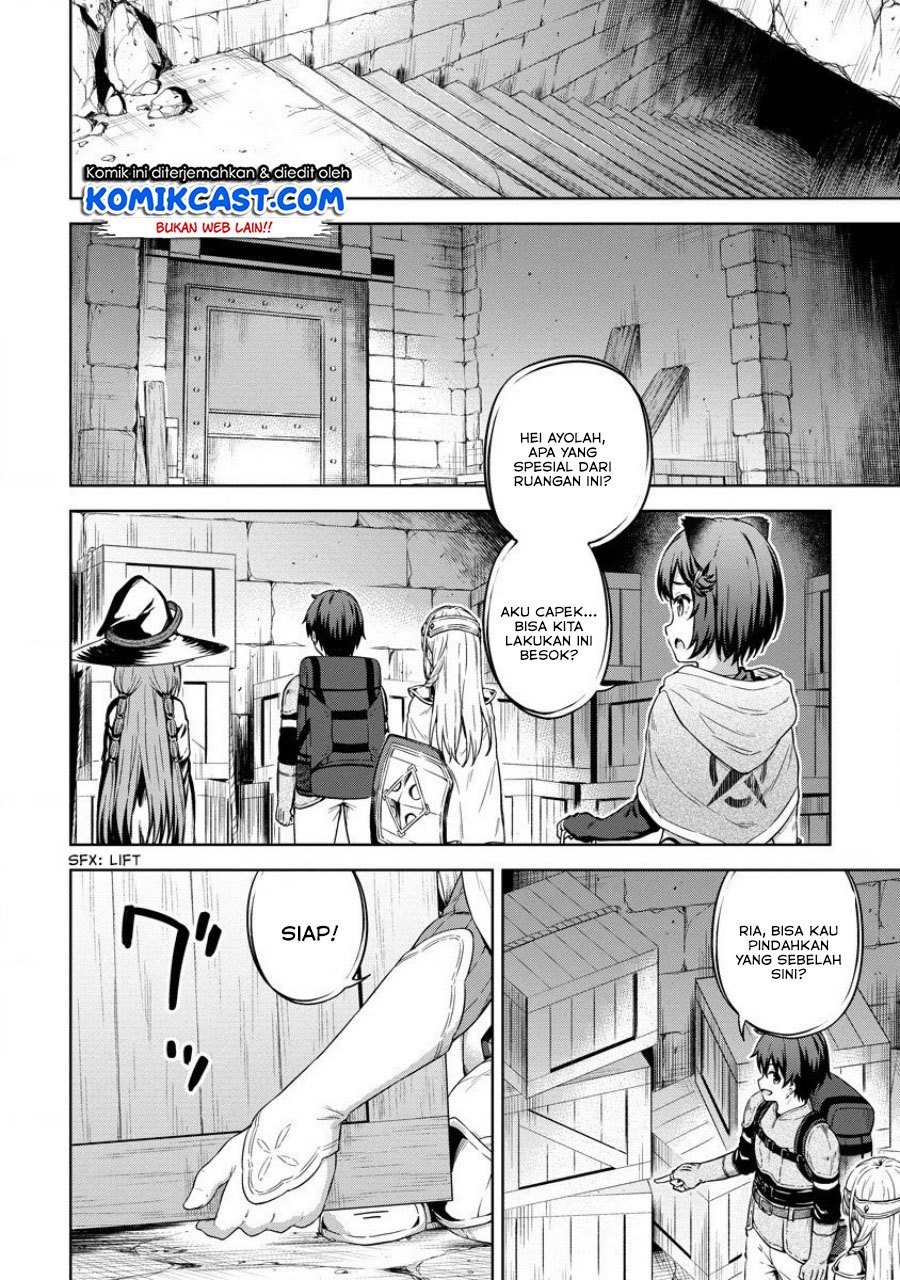 Komik ini diterjemahkan & diedit oleh
KOMIKCAST.COM
BUKAN WEB LAIN!!
HEI AYOLAH,
APA YANG
SPESIAL DARI
RUANGAN INI?
AKU CAPEK...
BISA KITA
LAKUKAN INI
BESOK?
RIA, BISA KAU
PINDAHKAN
YANG SEBELAH
SINI?
SFX: LIFT
SIAP!
グッ